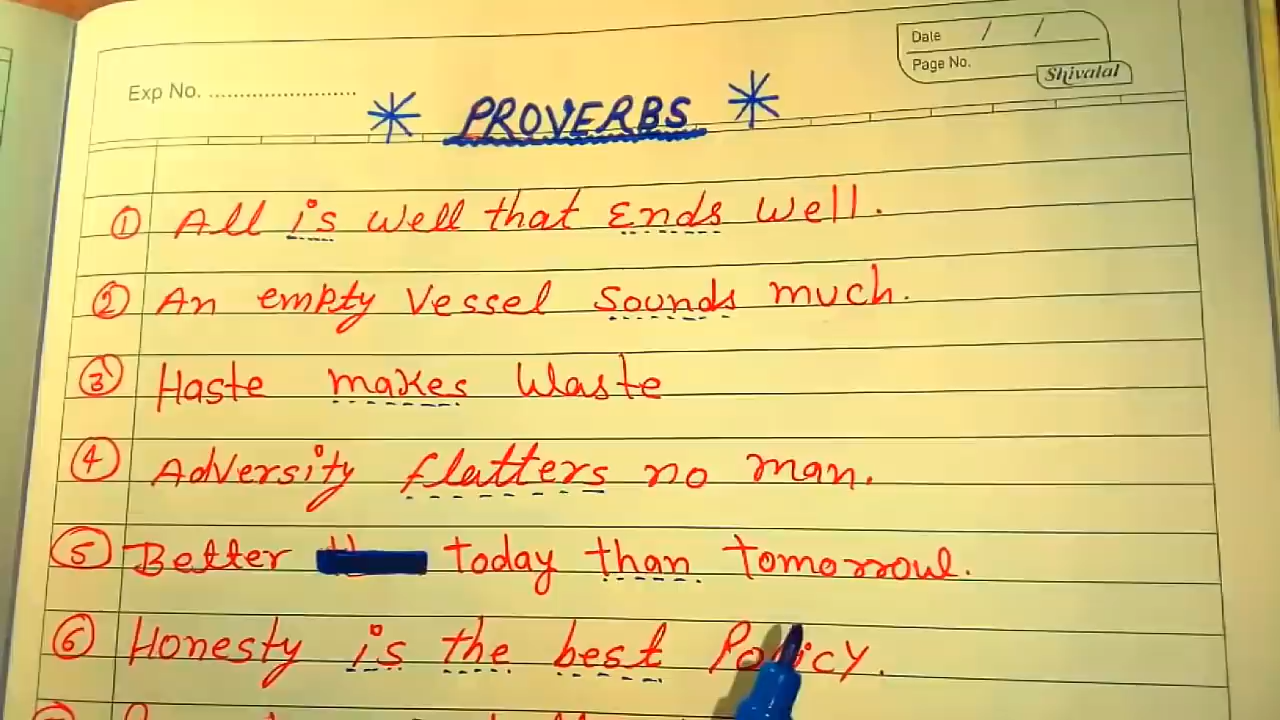 Date / /
Page No.
Shivalal
Exp No. ..........................
* PROVERBS *
① All is well that Ends well.
② An empty vessel sounds much.
③ Haste makes waste
④ Adversity flatters no man.
⑤ Better today than tomorrow.
⑥ Honesty is the best Policy.